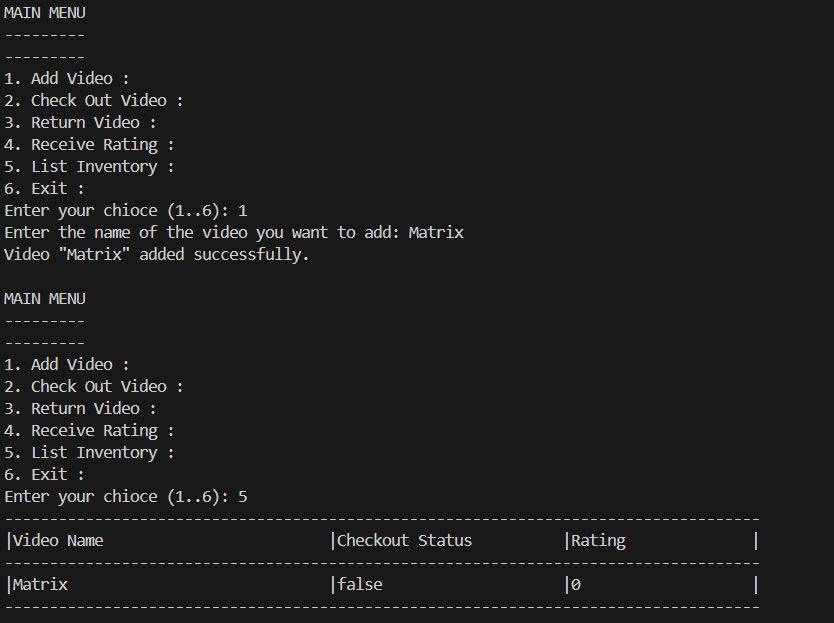 MAIN MENU
---------
---------
1. Add Video :
2. Check Out Video :
3. Return Video :
4. Receive Rating :
5. List Inventory :
6. Exit :
Enter your chioce (1..6): 1
Enter the name of the video you want to add: Matrix
Video "Matrix" added successfully.

MAIN MENU
---------
---------
1. Add Video :
2. Check Out Video :
3. Return Video :
4. Receive Rating :
5. List Inventory :
6. Exit :
Enter your chioce (1..6): 5
------------------------------------------------------------------------------------
|Video Name                         |Checkout Status          |Rating              |
------------------------------------------------------------------------------------
|Matrix                             |false                    |0                   |
------------------------------------------------------------------------------------